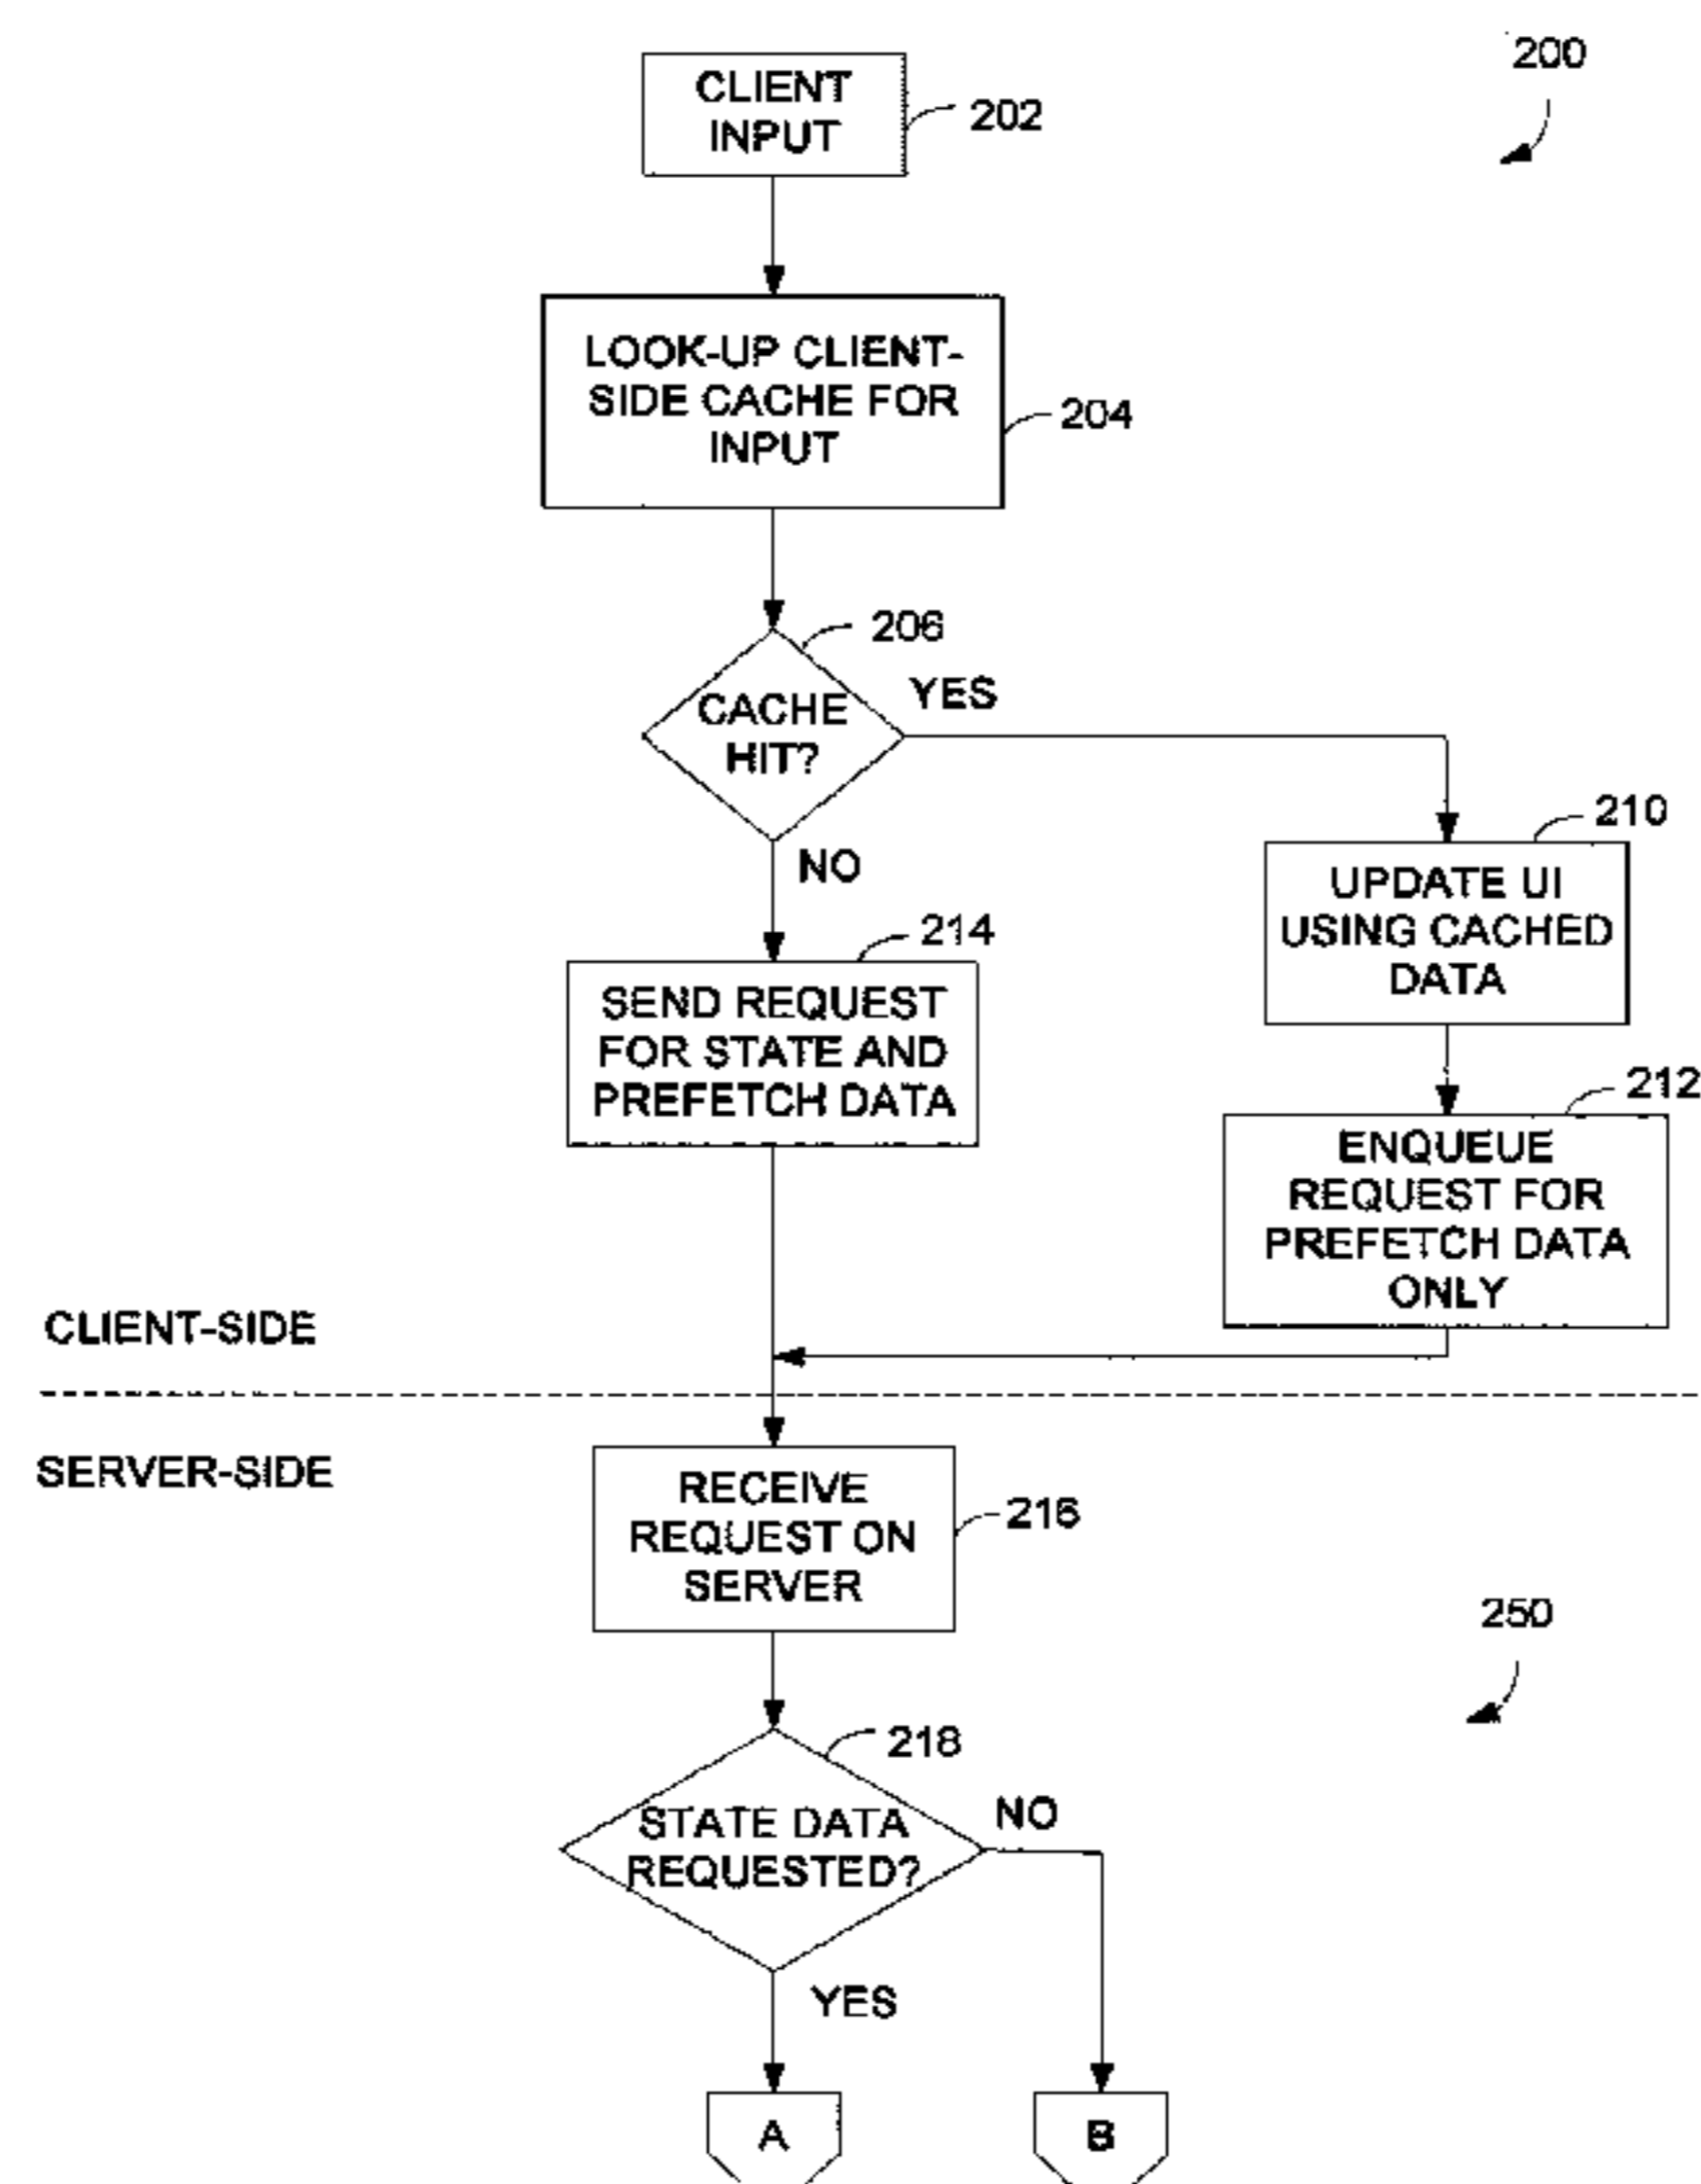 200
CLIENT
INPUT
202
LOOK-UP CLIENT-
SIDE CACHE FOR
INPUT
204
206
CACHE
HIT?
YES
NO
210
UPDATE UI
USING CACHED
DATA
214
SEND REQUEST
FOR STATE AND
PREFETCH DATA
212
ENQUEUE
REQUEST FOR
PREFETCH DATA
ONLY
CLIENT-SIDE
SERVER-SIDE
RECEIVE
REQUEST ON
SERVER
216
250
218
STATE DATA
REQUESTED?
NO
YES
A
B